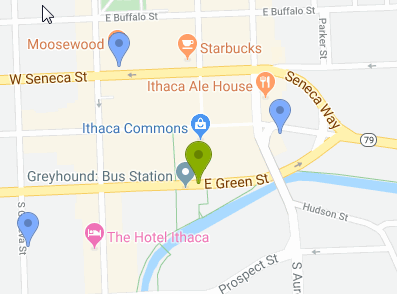 E Buffalo St
E Buffalo St
Parker St
Moosewood
Starbucks
W Seneca St
Ithaca Ale House
Seneca Way
Ithaca Commons
79
Greyhound: Bus Station
E Green St
Hudson St
The Hotel Ithaca
Prospect St